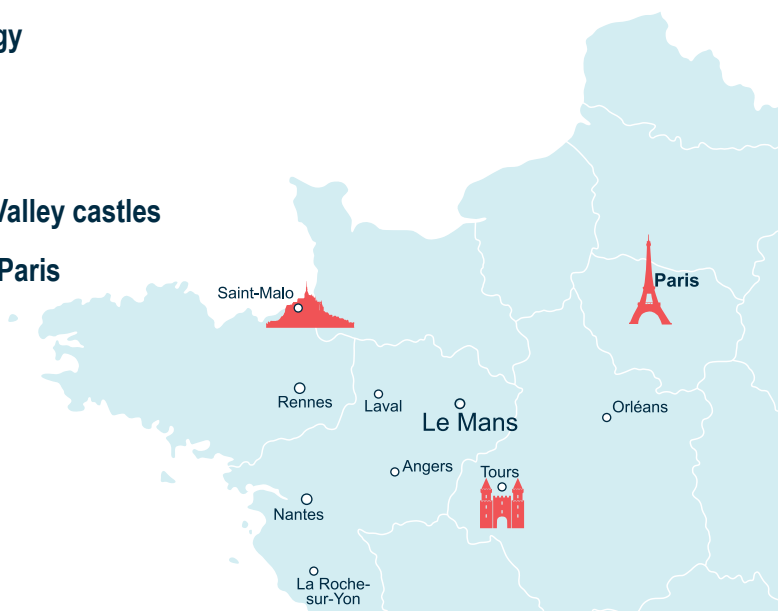 gy
Valley castles
Paris
Saint-Malo
Paris
Rennes
Laval
Le Mans
Orléans
Angers
Tours
Nantes
La Roche-
sur-Yon